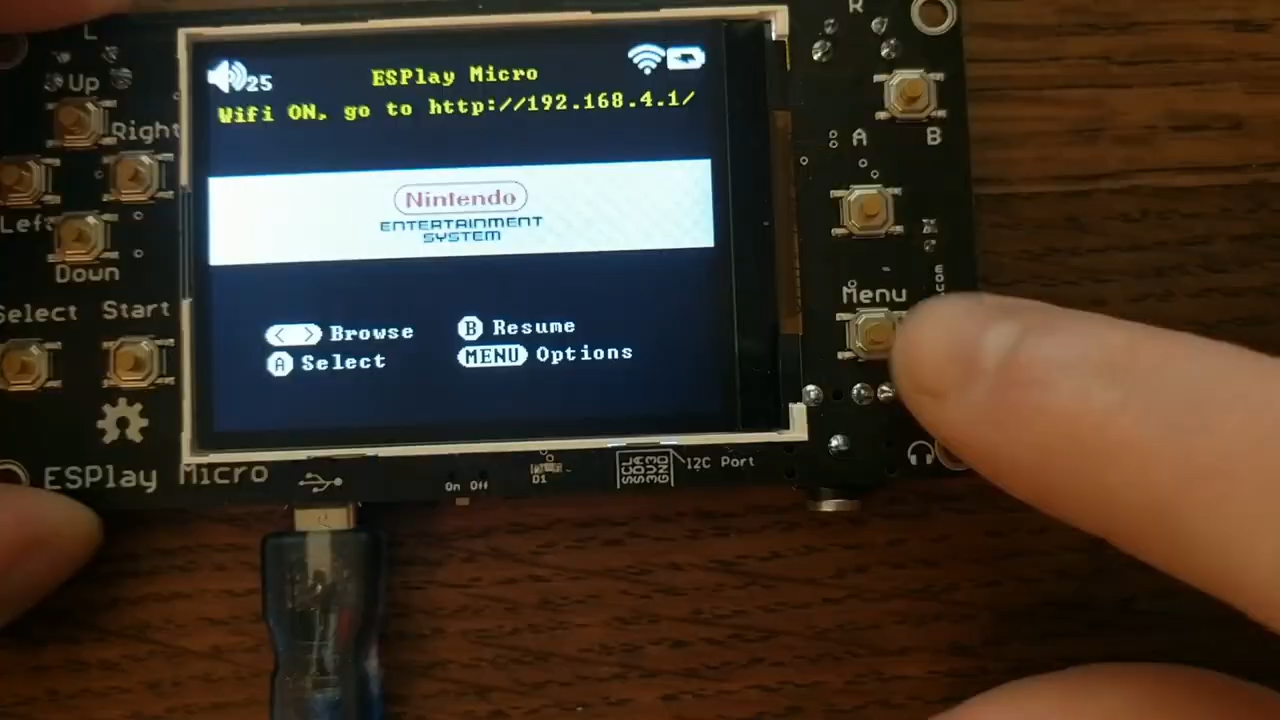 L
R
Up
Right
Left
Down
Select Start
ESPlay Micro
25
ESPlay Micro
Wifi ON, go to http://192.168.4.1/
Nintendo
ENTERTAINMENT
SYSTEM
< > Browse
B Resume
A Select
MENU Options
A
B
Menu
On Off
D1
SCL
SDA
3V3
GND
I2C Port